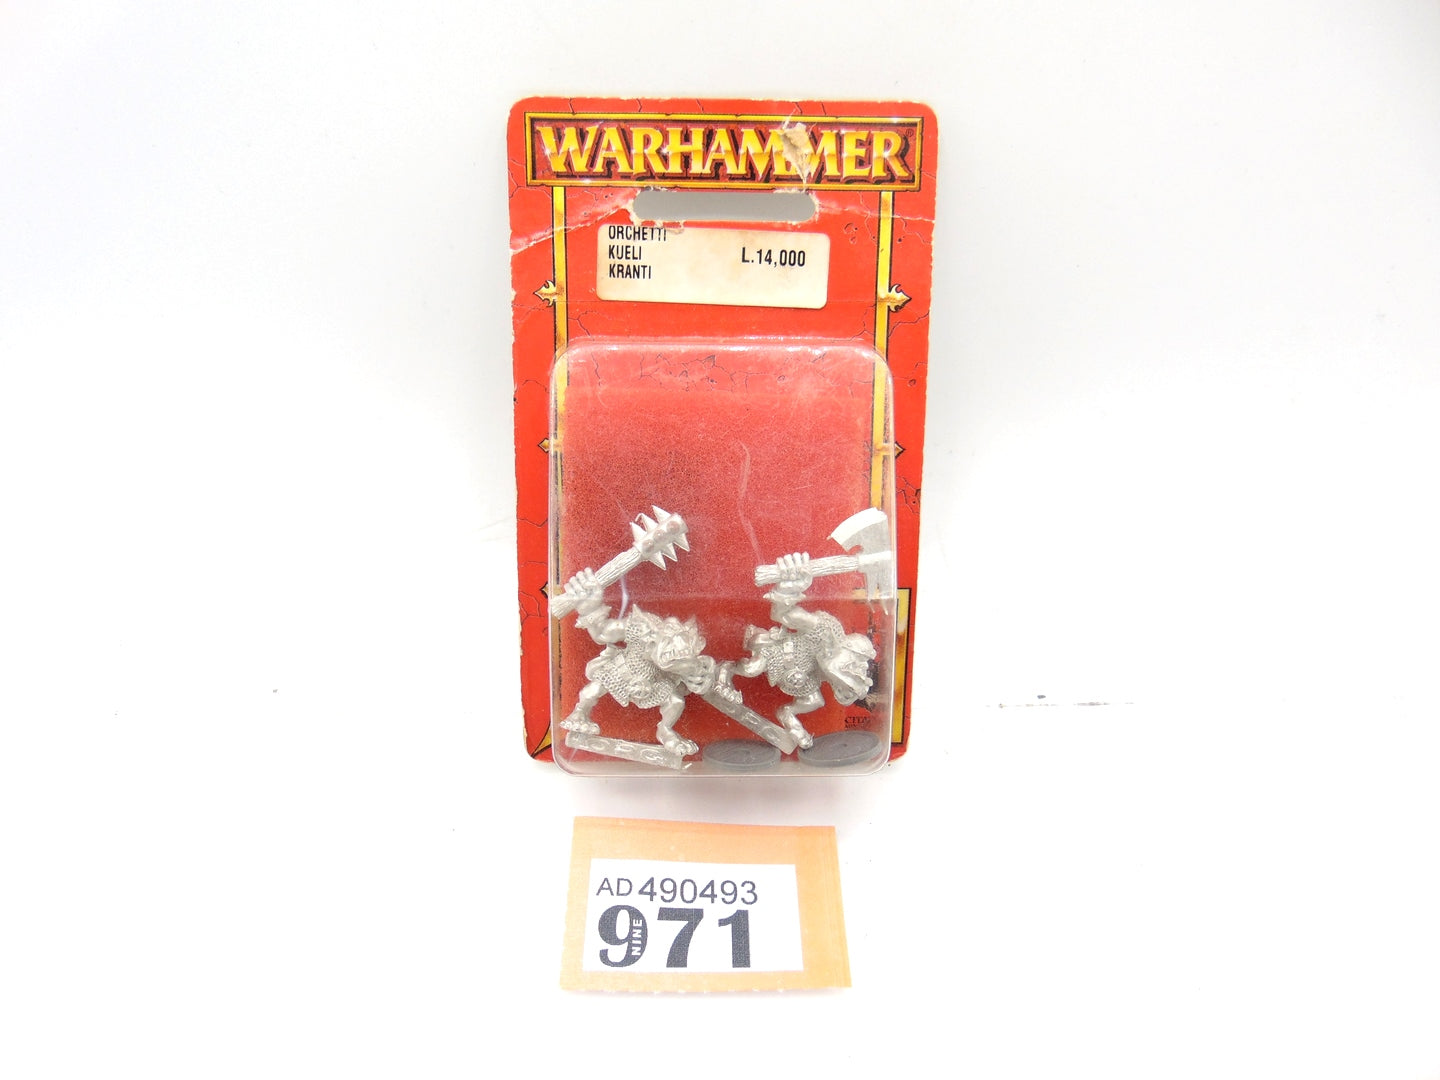 WARHAMMER
ORCHETTI
KUELI
KRANTI
L.14,000
AD 490493
971
NINE